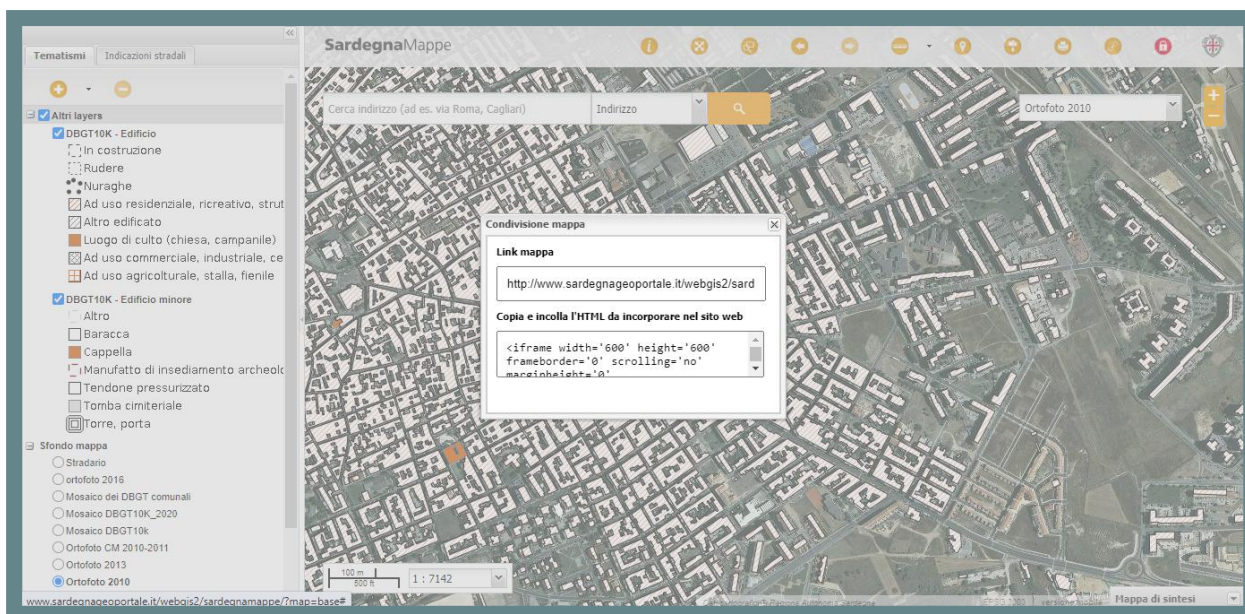 SardegnaMappe
Tematismi
Indicazioni stradali
Cerca indirizzo (ad es. via Roma, Cagliari)
Indirizzo
Ortofoto 2010
Altri layers
DBGT10K - Edificio
In costruzione
Rudere
Nuraghe
Ad uso residenziale, ricreativo, strut
Altro edificato
Luogo di culto (chiesa, campanile)
Ad uso commerciale, industriale, ce
Ad uso agricolturale, stalla, fienile
DBGT10K - Edificio minore
Altro
Baracca
Cappella
Manufatto di insediamento archeolo
Tendone pressurizzato
Tomba cimiteriale
Torre, porta
Sfondo mappa
Stradario
ortofoto 2016
Mosaico dei DBGT comunali
Mosaico DBGT10K_2020
Mosaico DBGT10k
Ortofoto CM 2010-2011
Ortofoto 2013
Ortofoto 2010
Condivisione mappa
Link mappa
http://www.sardegnageoportale.it/webgis2/sard
Copia e incolla l'HTML da incorporare nel sito web
<iframe width='600' height='600'
frameborder='0' scrolling='no'
marginheight='0'
100 m
500 ft
1 : 7142
www.sardegnageoportale.it/webgis2/sardegnamappe/?map=base#
Mappa di sintesi